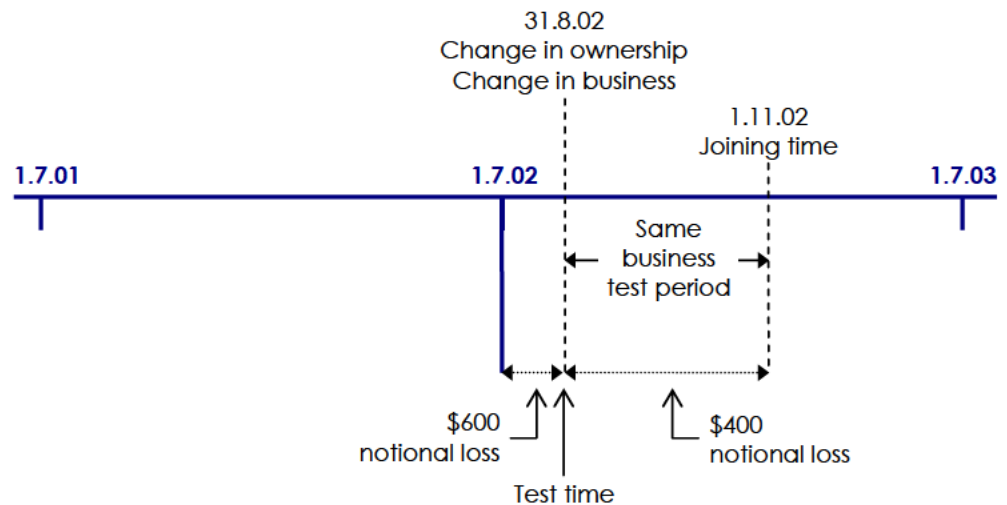 31.8.02
Change in ownership
Change in business
1.11.02
Joining time
1.7.01
1.7.02
1.7.03
Same
business
test period
$600
notional loss
$400
notional loss
Test time